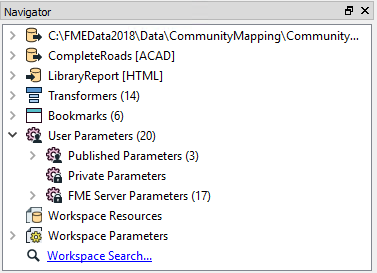 Navigator
C:\FMEData2018\Data\CommunityMapping\Community...
CompleteRoads [ACAD]
LibraryReport [HTML]
Transformers (14)
Bookmarks (6)
User Parameters (20)
Published Parameters (3)
Private Parameters
FME Server Parameters (17)
Workspace Resources
Workspace Parameters
Workspace Search...